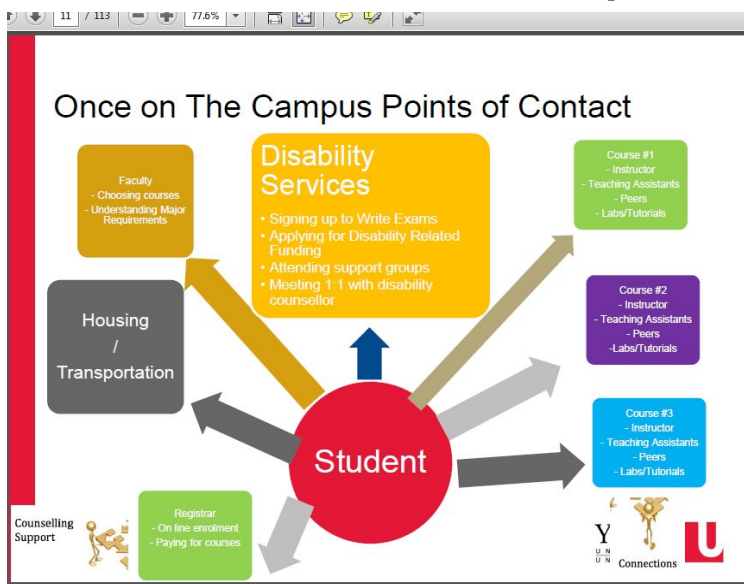 11 / 113
77.6%
Once on The Campus Points of Contact
Faculty
- Choosing courses
- Understanding Major
Requirements
Disability
Services
• Signing up to Write Exams
• Applying for Disability Related
Funding
• Attending support groups
• Meeting 1:1 with disability
counsellor
Course #1
- Instructor
- Teaching Assistants
- Peers
- Labs/Tutorials
Housing
/
Transportation
Course #2
- Instructor
- Teaching Assistants
- Peers
-Labs/Tutorials
Student
Course #3
- Instructor
- Teaching Assistants
- Peers
- Labs/Tutorials
Registrar
- On line enrolment
- Paying for courses
Counselling
Support
Y
U N
U N
Connections
U